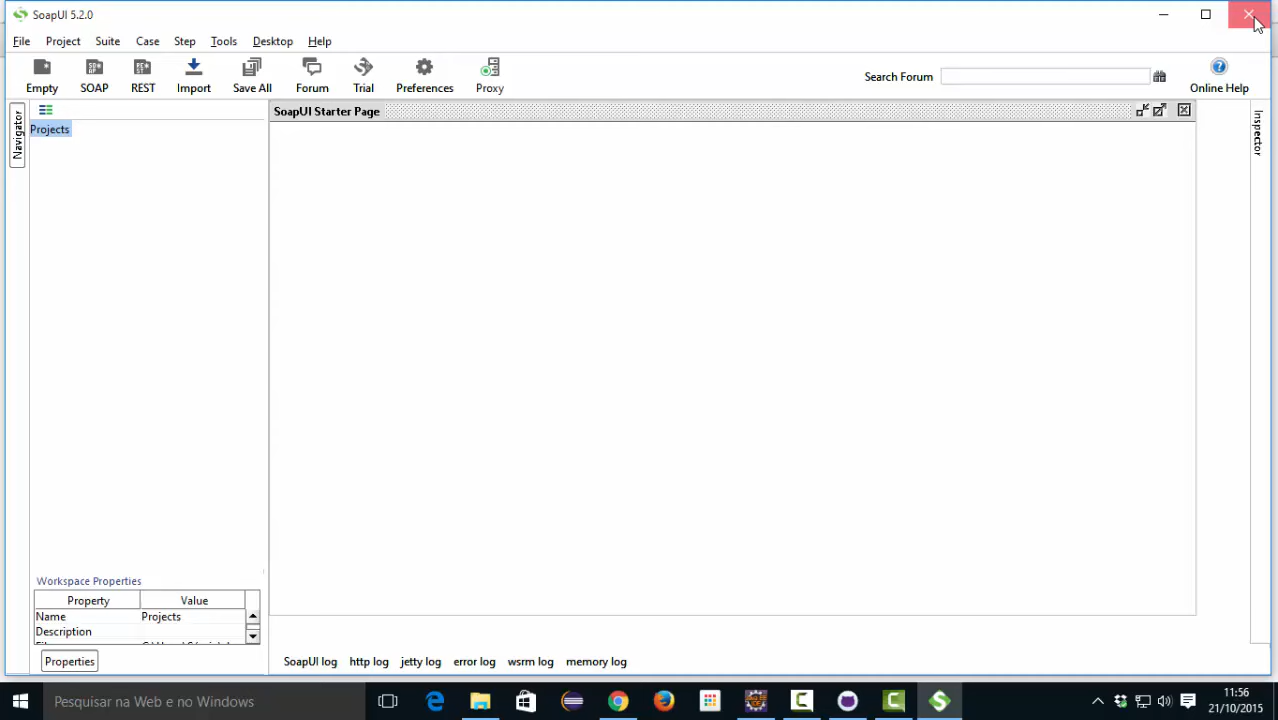 SoapUI 5.2.0
File Project Suite Case Step Tools Desktop Help
Empty SOAP REST Import Save All Forum Trial Preferences Proxy Search Forum Online Help
Navigator
Projects
SoapUI Starter Page
Inspector
Workspace Properties
Property Value
Name Projects
Description
Properties
SoapUI log http log jetty log error log wsrm log memory log
Pesquisar na Web e no Windows
11:56
21/10/2015